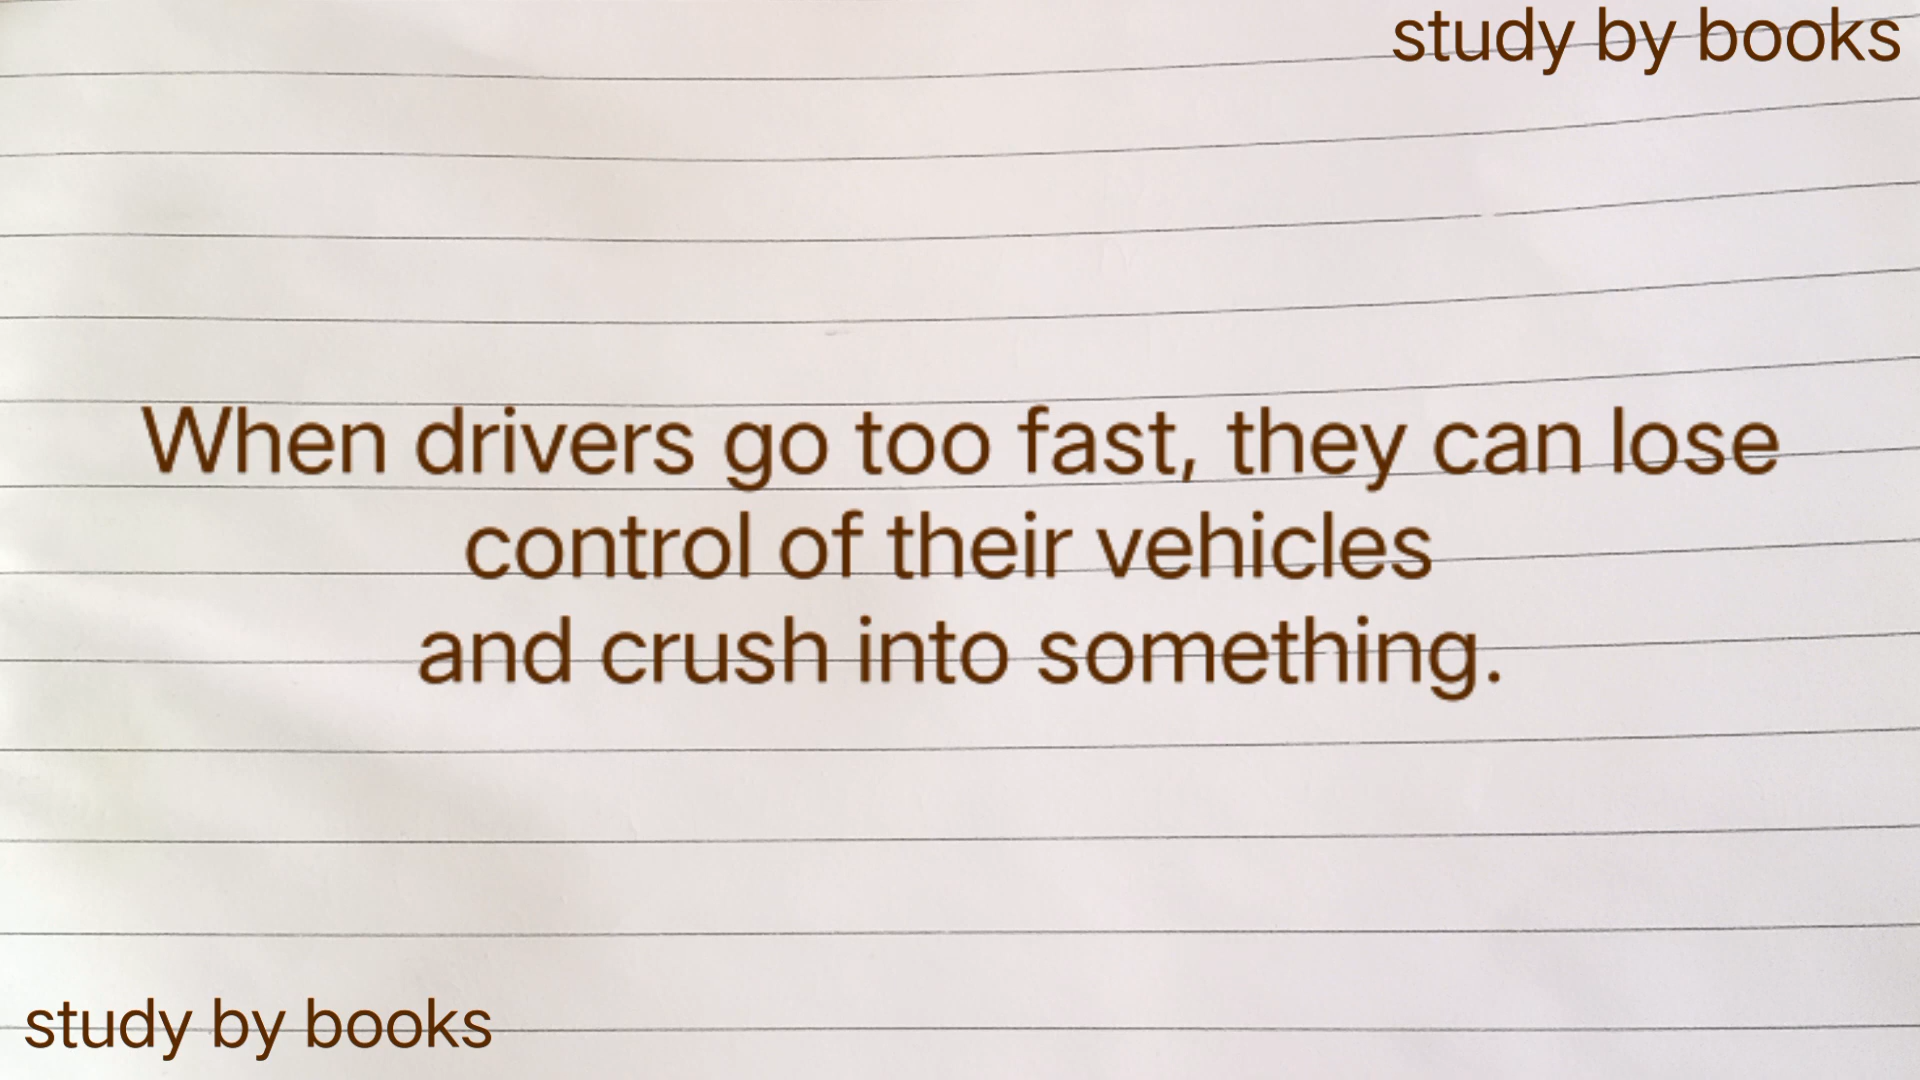 study by books
When drivers go too fast, they can lose
control of their vehicles
and crush into something.
study by books